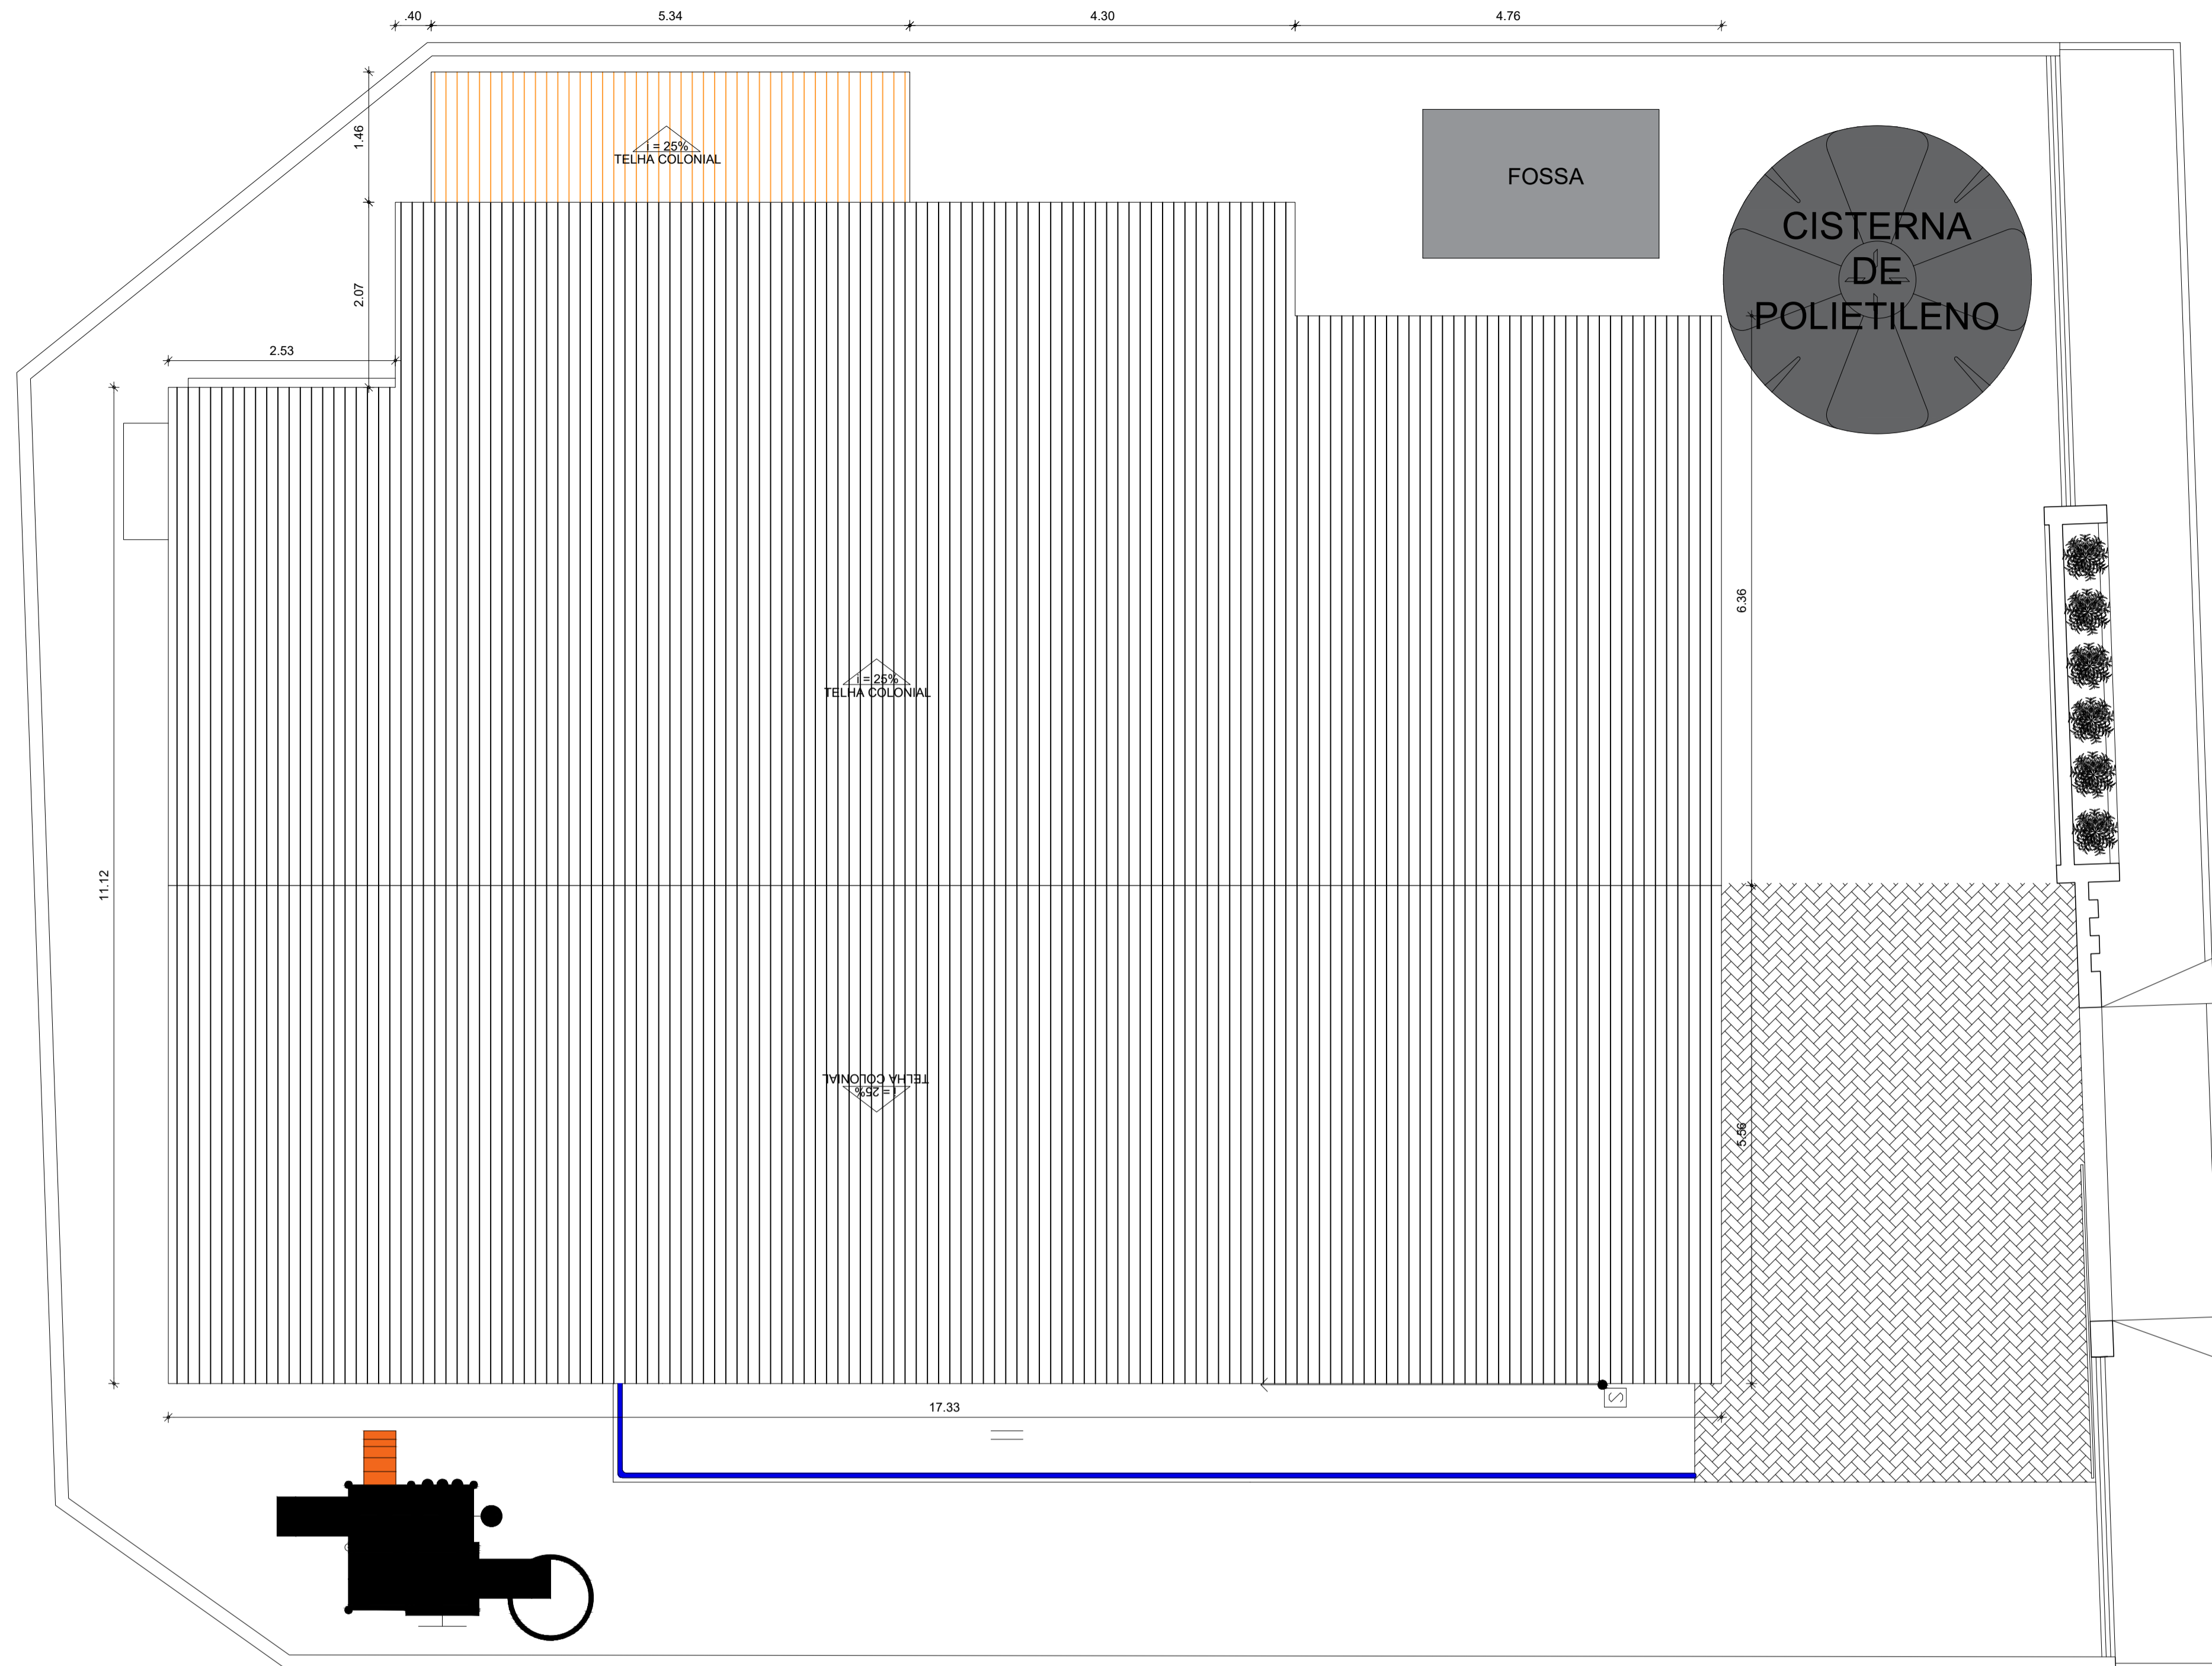 .40
5.34
4.30
4.76
1.46
i = 25%
TELHA COLONIAL
FOSSA
CISTERNA
DE
POLIETILENO
2.07
2.53
6.36
i = 25%
TELHA COLONIAL
11.12
TELHA COLONIAL
i = 25%
5.56
S
17.33